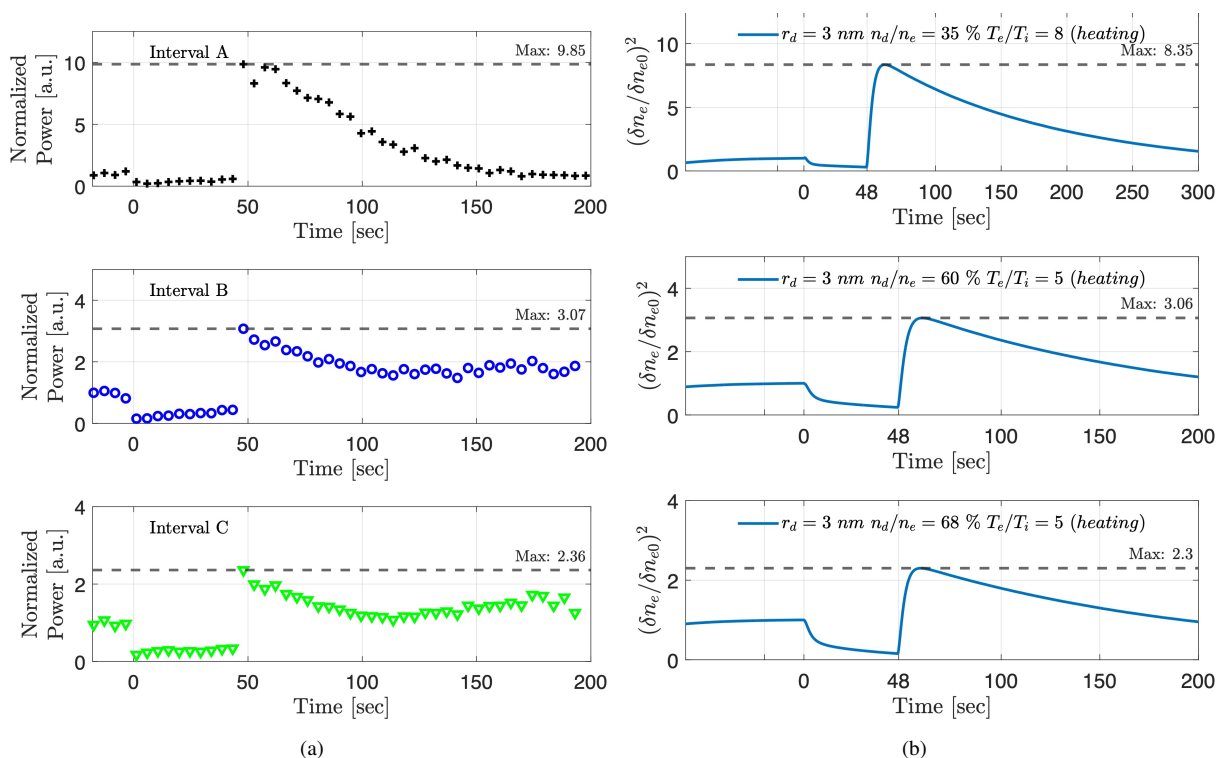 Interval A
Max: 9.85
Normalized
Power [a.u.]
10
5
0
0 50 100 150 200
Time [sec]
Interval B
Max: 3.07
Normalized
Power [a.u.]
4
2
0
0 50 100 150 200
Time [sec]
Interval C
Max: 2.36
Normalized
Power [a.u.]
4
2
0
0 50 100 150 200
Time [sec]
(a)
r_d = 3 nm n_d/n_e = 35 % T_e/T_i = 8 (heating)
Max: 8.35
(δn_e/δn_{e0})^2
10
5
0
0 48 100 150 200 250 300
Time [sec]
r_d = 3 nm n_d/n_e = 60 % T_e/T_i = 5 (heating)
Max: 3.06
(δn_e/δn_{e0})^2
4
2
0
0 48 100 150 200
Time [sec]
r_d = 3 nm n_d/n_e = 68 % T_e/T_i = 5 (heating)
Max: 2.3
(δn_e/δn_{e0})^2
4
2
0
0 48 100 150 200
Time [sec]
(b)